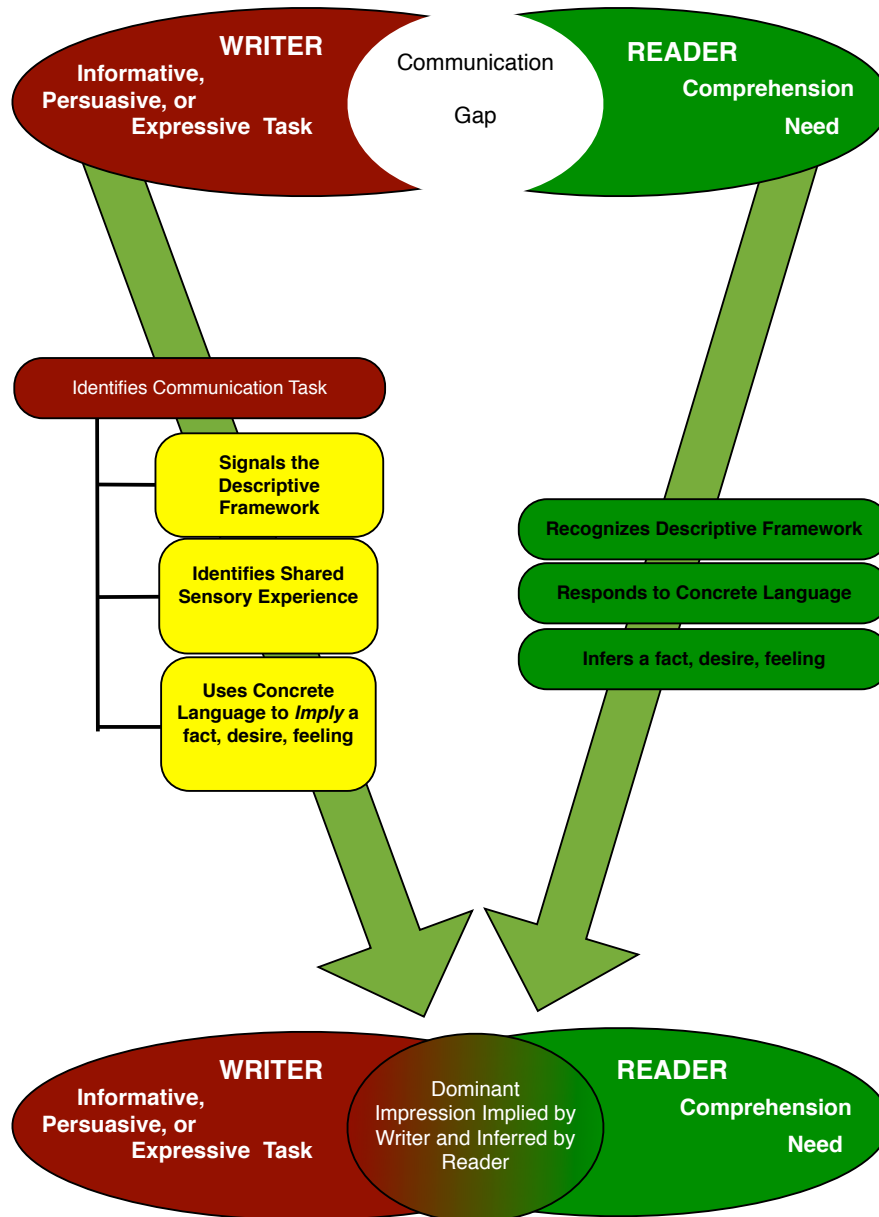 WRITER
Informative,
Persuasive, or
Expressive Task
Communication
Gap
READER
Comprehension
Need
Identifies Communication Task
Signals the
Descriptive
Framework
Identifies Shared
Sensory Experience
Uses Concrete
Language to Imply a
fact, desire, feeling
Recognizes Descriptive Framework
Responds to Concrete Language
Infers a fact, desire, feeling
WRITER
Informative,
Persuasive, or
Expressive Task
Dominant
Impression Implied by
Writer and Inferred by
Reader
READER
Comprehension
Need